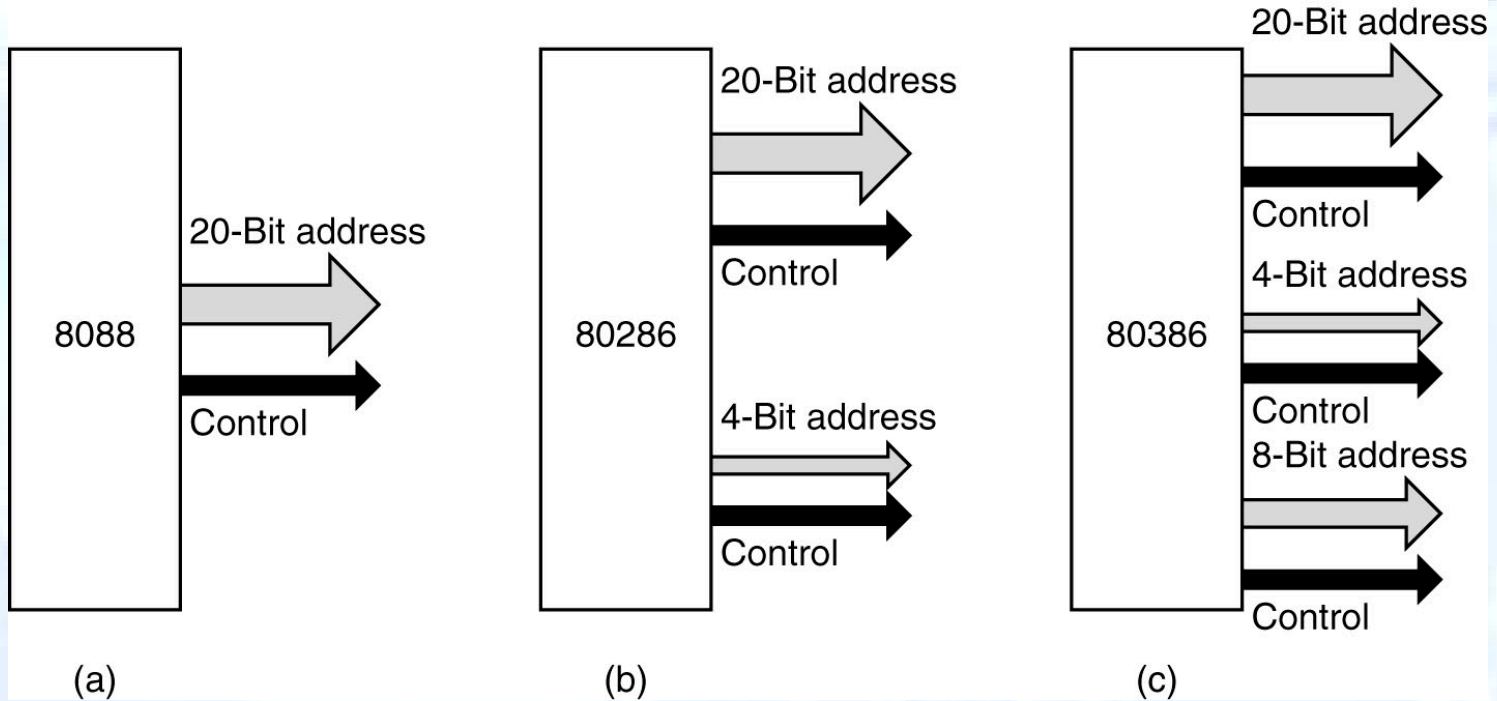 8088
20-Bit address
Control
(a)
80286
20-Bit address
Control
4-Bit address
Control
(b)
80386
20-Bit address
Control
4-Bit address
Control
8-Bit address
Control
(c)